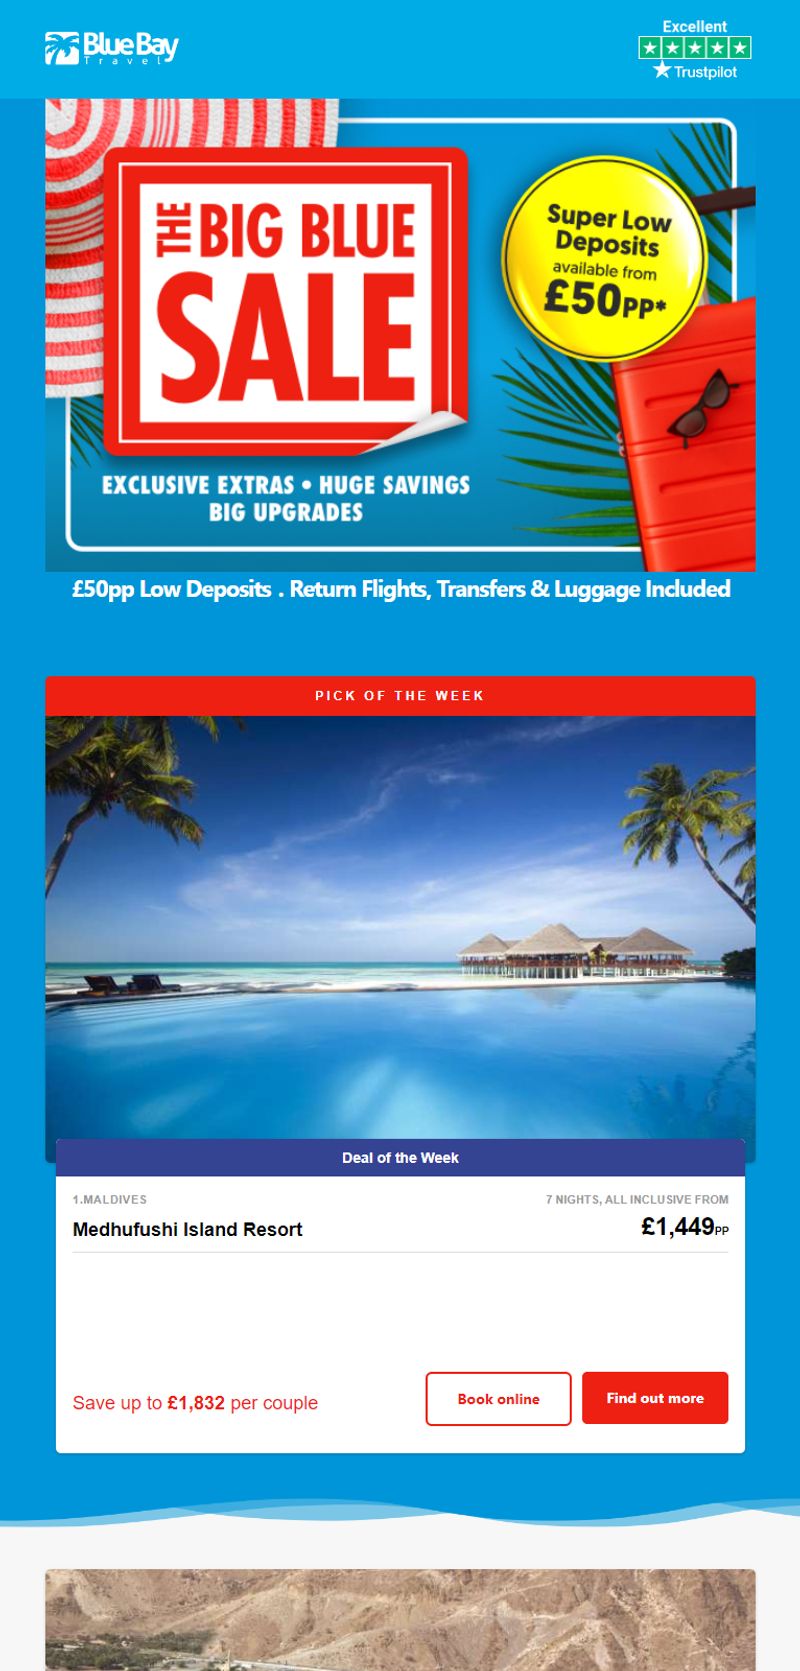 Blue Bay
Travel
Excellent
Trustpilot
THE BIG BLUE
SALE
Super Low
Deposits
available from
£50PP*
EXCLUSIVE EXTRAS • HUGE SAVINGS
BIG UPGRADES
£50pp Low Deposits . Return Flights, Transfers & Luggage Included
PICK OF THE WEEK
Deal of the Week
1.MALDIVES
7 NIGHTS, ALL INCLUSIVE FROM
Medhufushi Island Resort
£1,449PP
Save up to £1,832 per couple
Book online
Find out more